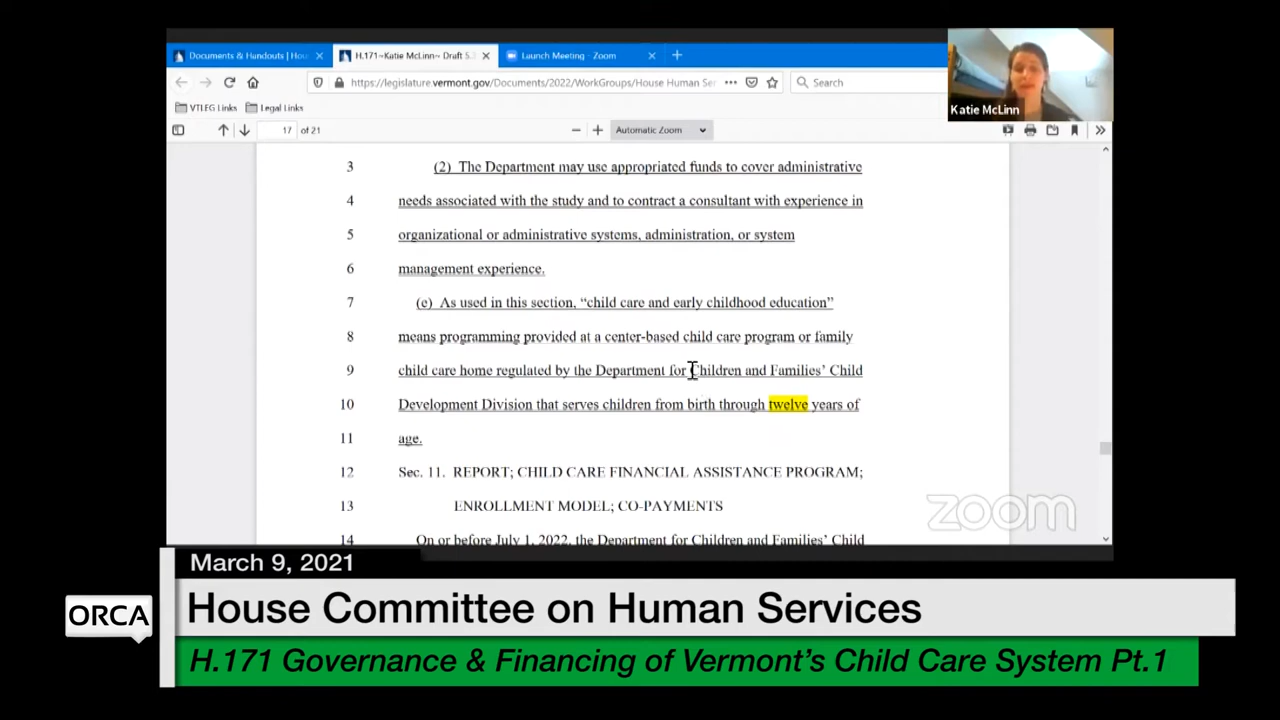 Documents & Handouts | Hou
H.171~Katie McLinn~ Draft 5.2
Launch Meeting - Zoom
https://legislature.vermont.gov/Documents/2022/WorkGroups/House Human Ser
Search
VTLEG Links
Legal Links
Katie McLinn
17 of 21
Automatic Zoom
3 (2) The Department may use appropriated funds to cover administrative
4 needs associated with the study and to contract a consultant with experience in
5 organizational or administrative systems, administration, or system
6 management experience.
7 (e) As used in this section, “child care and early childhood education”
8 means programming provided at a center-based child care program or family
9 child care home regulated by the Department for Children and Families’ Child
10 Development Division that serves children from birth through twelve years of
11 age.
12 Sec. 11. REPORT; CHILD CARE FINANCIAL ASSISTANCE PROGRAM;
13 ENROLLMENT MODEL; CO-PAYMENTS
14 On or before July 1, 2022, the Department for Children and Families’ Child
zoom
March 9, 2021
ORCA
House Committee on Human Services
H.171 Governance & Financing of Vermont's Child Care System Pt.1